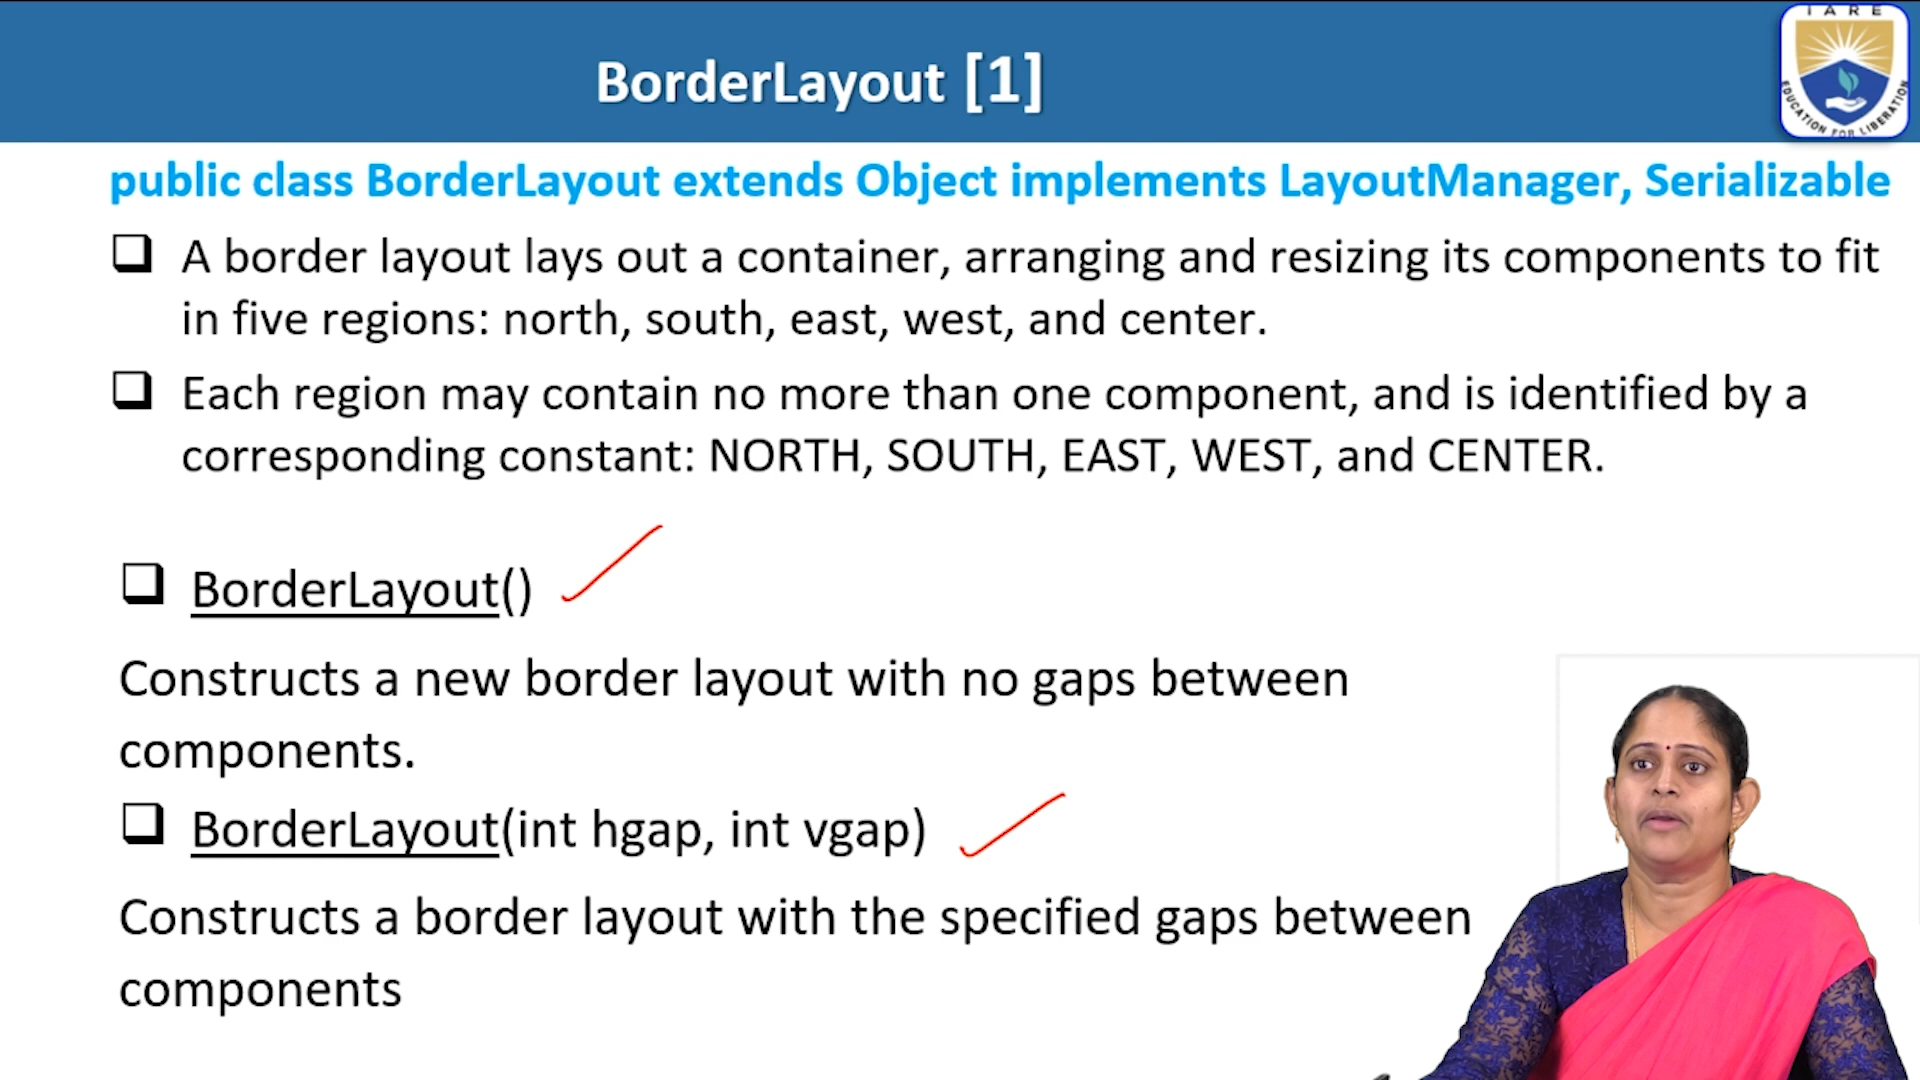 IARE
BorderLayout [1]
EDUCATION FOR LIBERATION
public class BorderLayout extends Object implements LayoutManager, Serializable
A border layout lays out a container, arranging and resizing its components to fit
in five regions: north, south, east, west, and center.
Each region may contain no more than one component, and is identified by a
corresponding constant: NORTH, SOUTH, EAST, WEST, and CENTER.
BorderLayout()
Constructs a new border layout with no gaps between
components.
BorderLayout(int hgap, int vgap)
Constructs a border layout with the specified gaps between
components